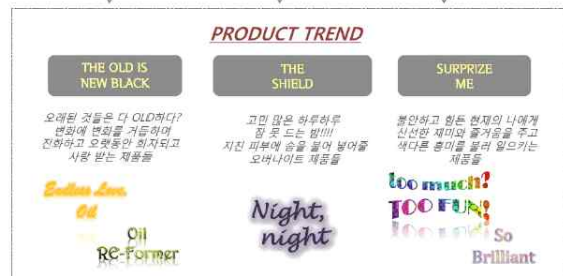 PRODUCT TREND
THE OLD IS
NEW BLACK
오래된 것들은 다 OLD하다?
변화에 변화를 거듭하며
진화하고 오랫동안 회자되고
사랑 받는 제품들
Endless Love,
Oil
Oil
RE-Former
THE
SHIELD
고민 많은 하루하루
잠 못 드는 밤!!!!
지친 피부에 숨을 불어 넣어줄
오버나이트 제품들
Night,
night
SURPRIZE
ME
불안하고 힘든 현재의 나에게
신선한 재미와 즐거움을 주고
색다른 흥미를 불러 일으키는
제품들
too much?
TOO FUN!
So
Brilliant